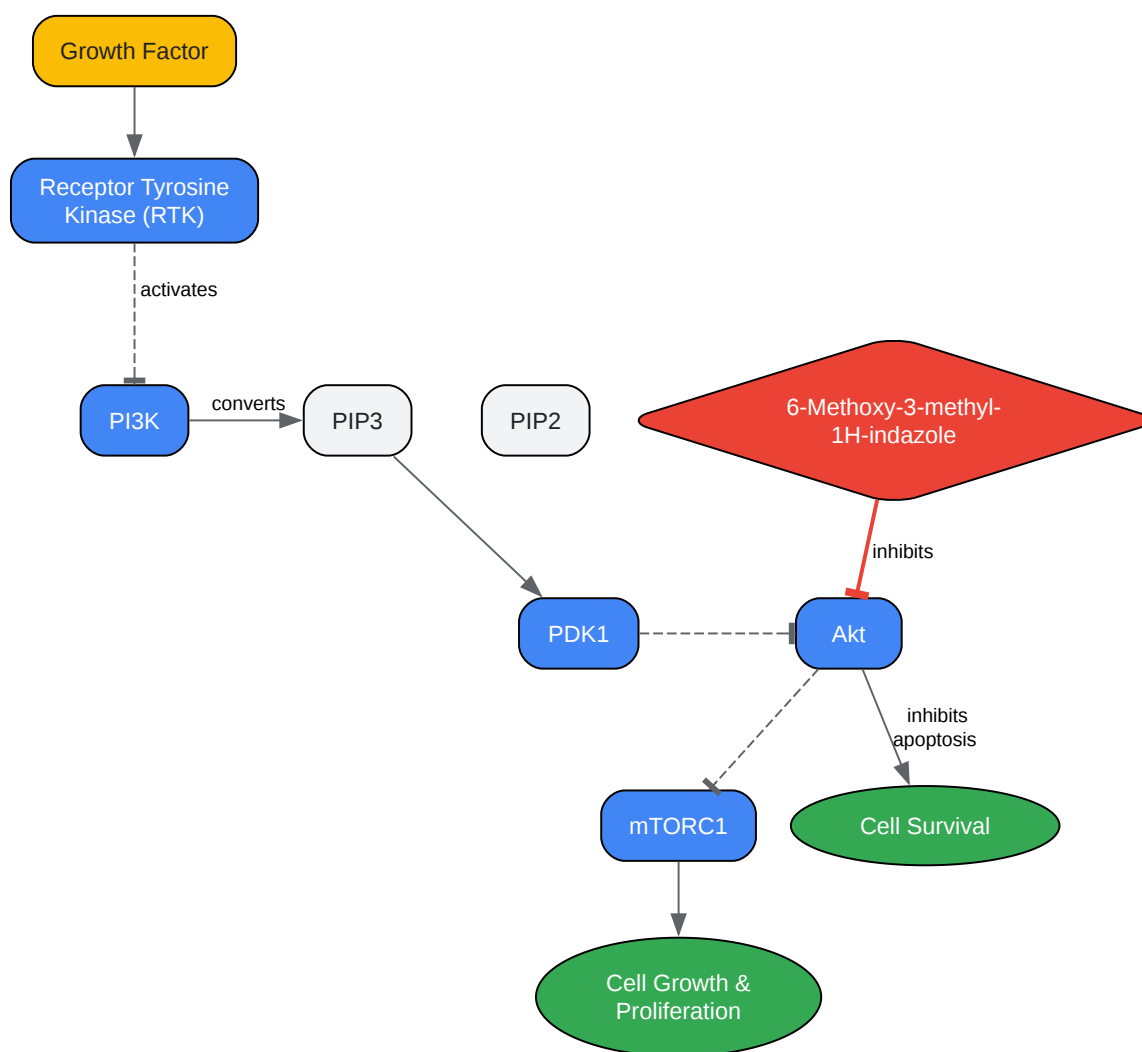 Growth Factor
Receptor Tyrosine
Kinase (RTK)
activates
PI3K
converts
PIP3
PIP2
6-Methoxy-3-methyl-
1H-indazole
inhibits
PDK1
Akt
inhibits
apoptosis
mTORC1
Cell Survival
Cell Growth &
Proliferation